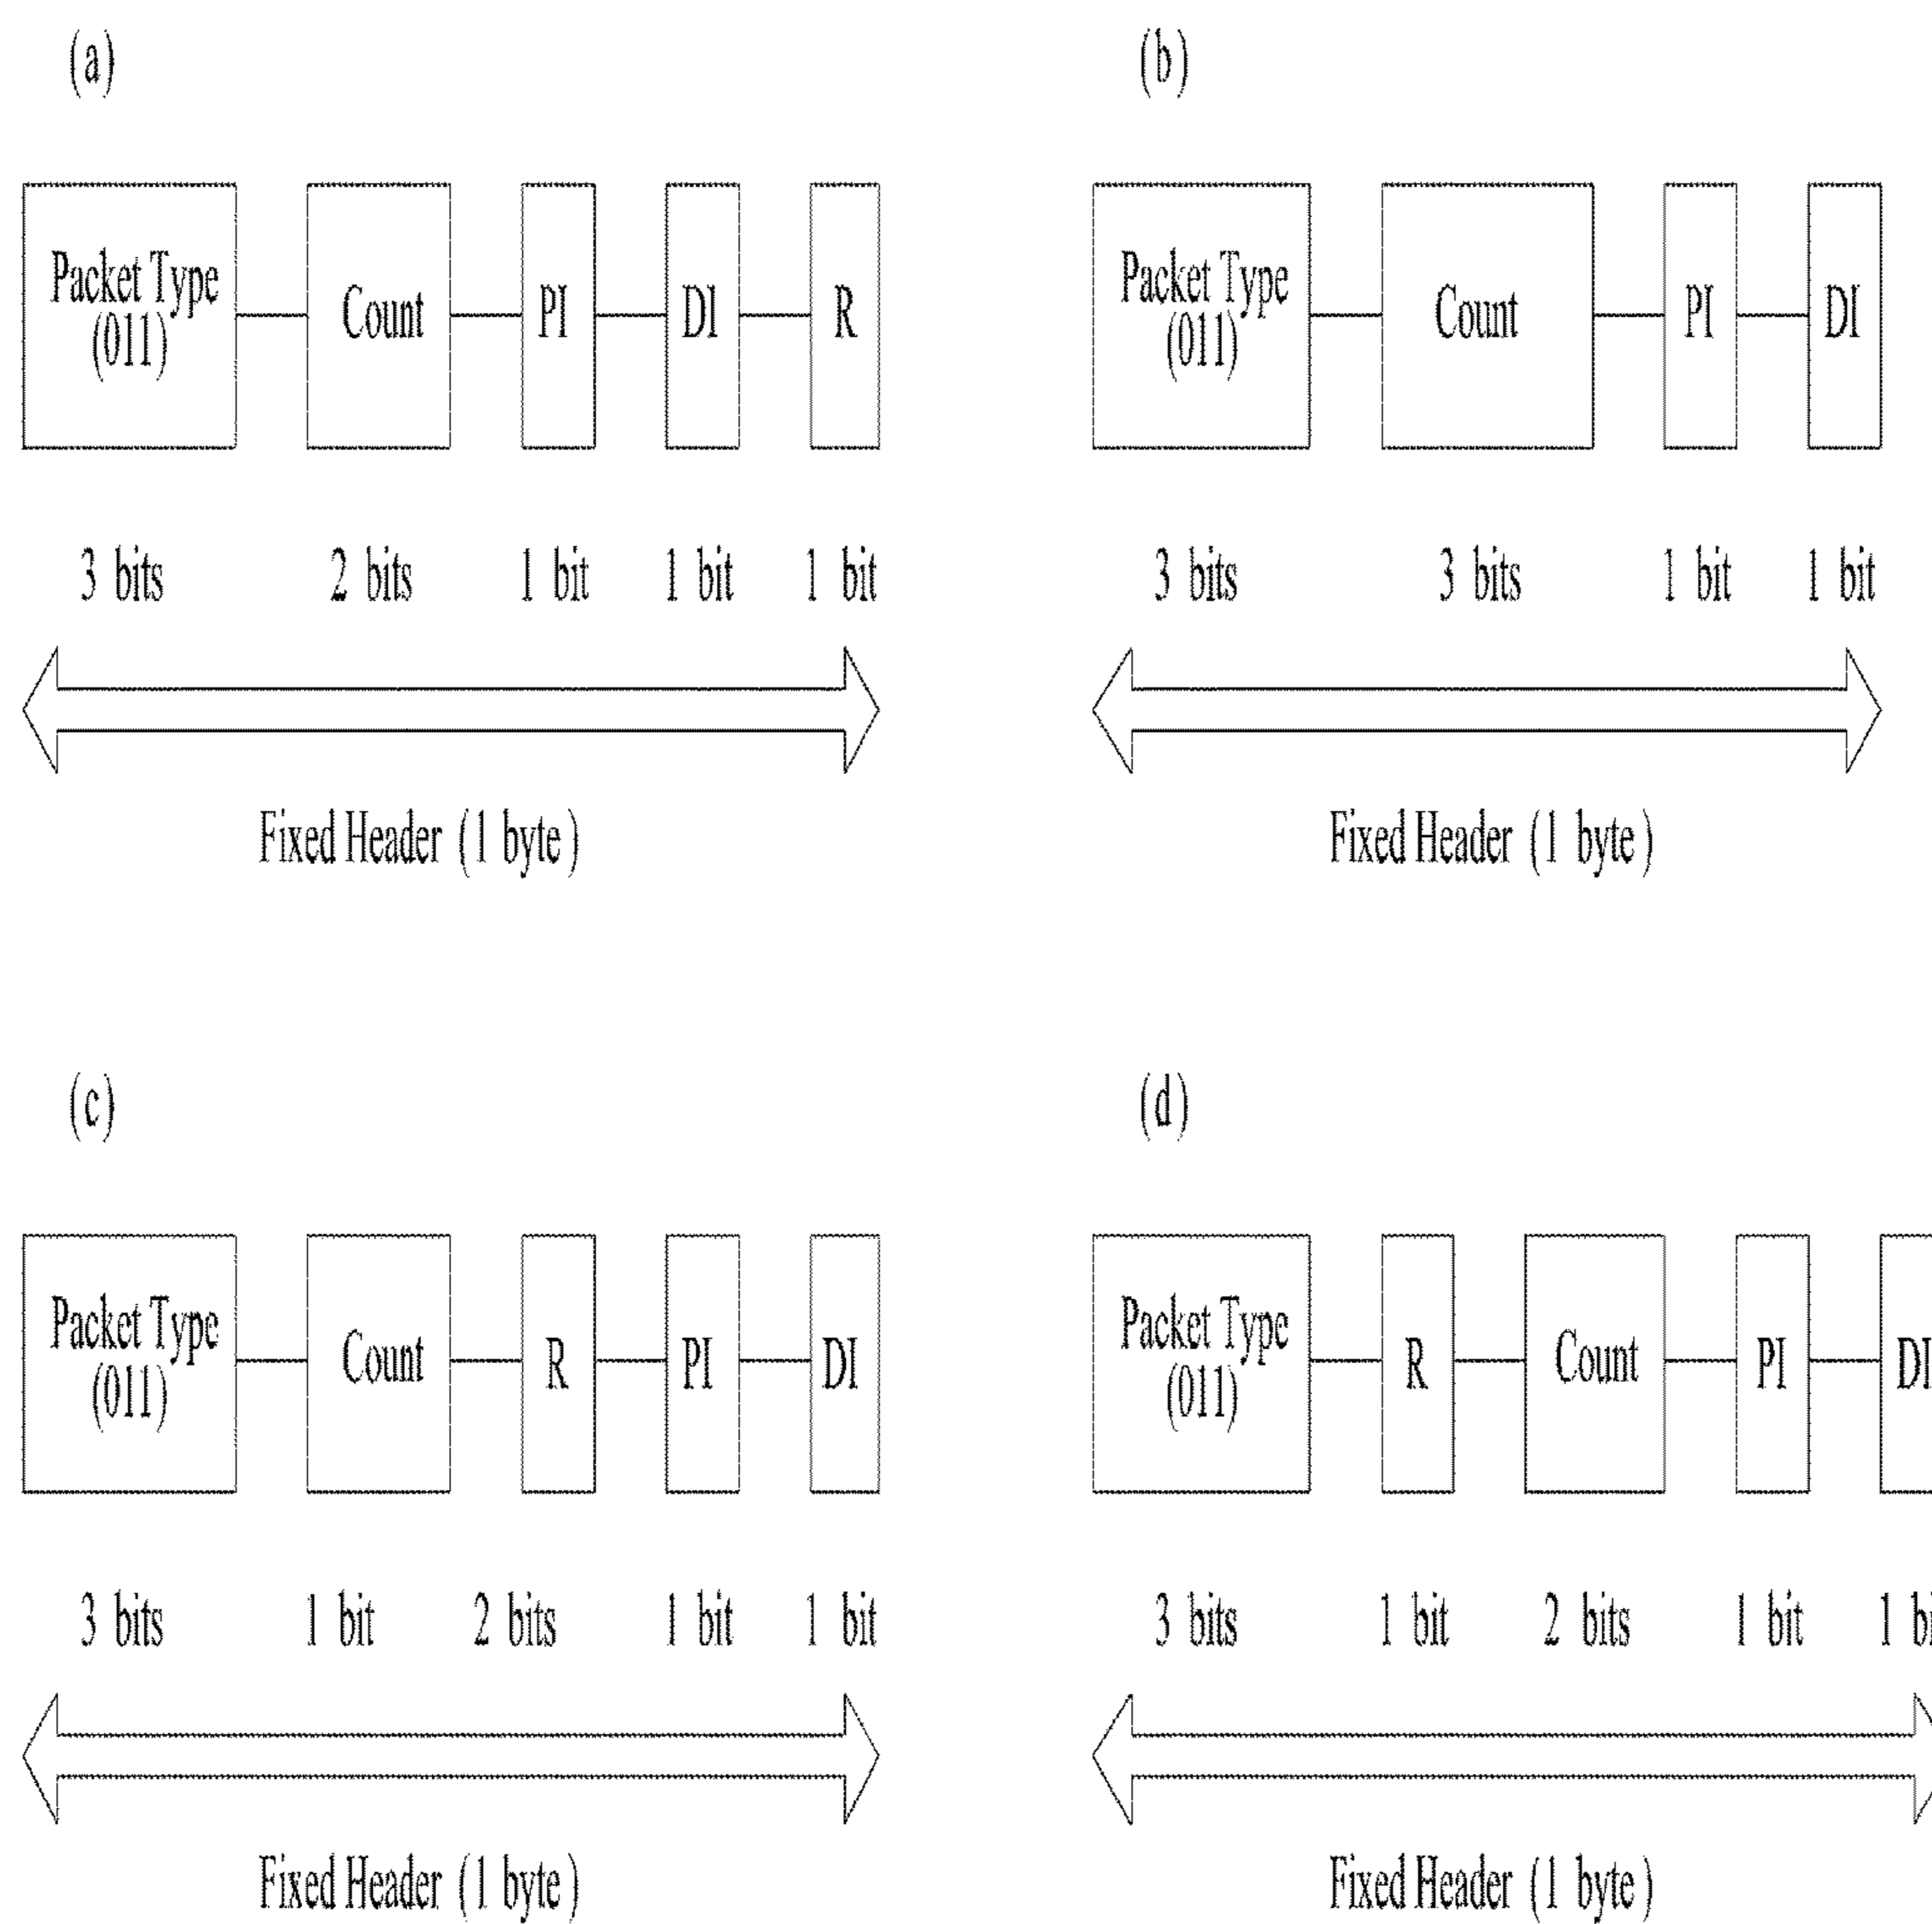 (a)
Packet Type
(011)
Count
PI
DI
R
3 bits
2 bits
1 bit
1 bit
1 bit
Fixed Header (1 byte)
(b)
Packet Type
(011)
Count
PI
DI
3 bits
3 bits
1 bit
1 bit
Fixed Header (1 byte)
(c)
Packet Type
(011)
Count
R
PI
DI
3 bits
1 bit
2 bits
1 bit
1 bit
Fixed Header (1 byte)
(d)
Packet Type
(011)
R
Count
PI
DI
3 bits
1 bit
2 bits
1 bit
1 bi
Fixed Header (1 byte)